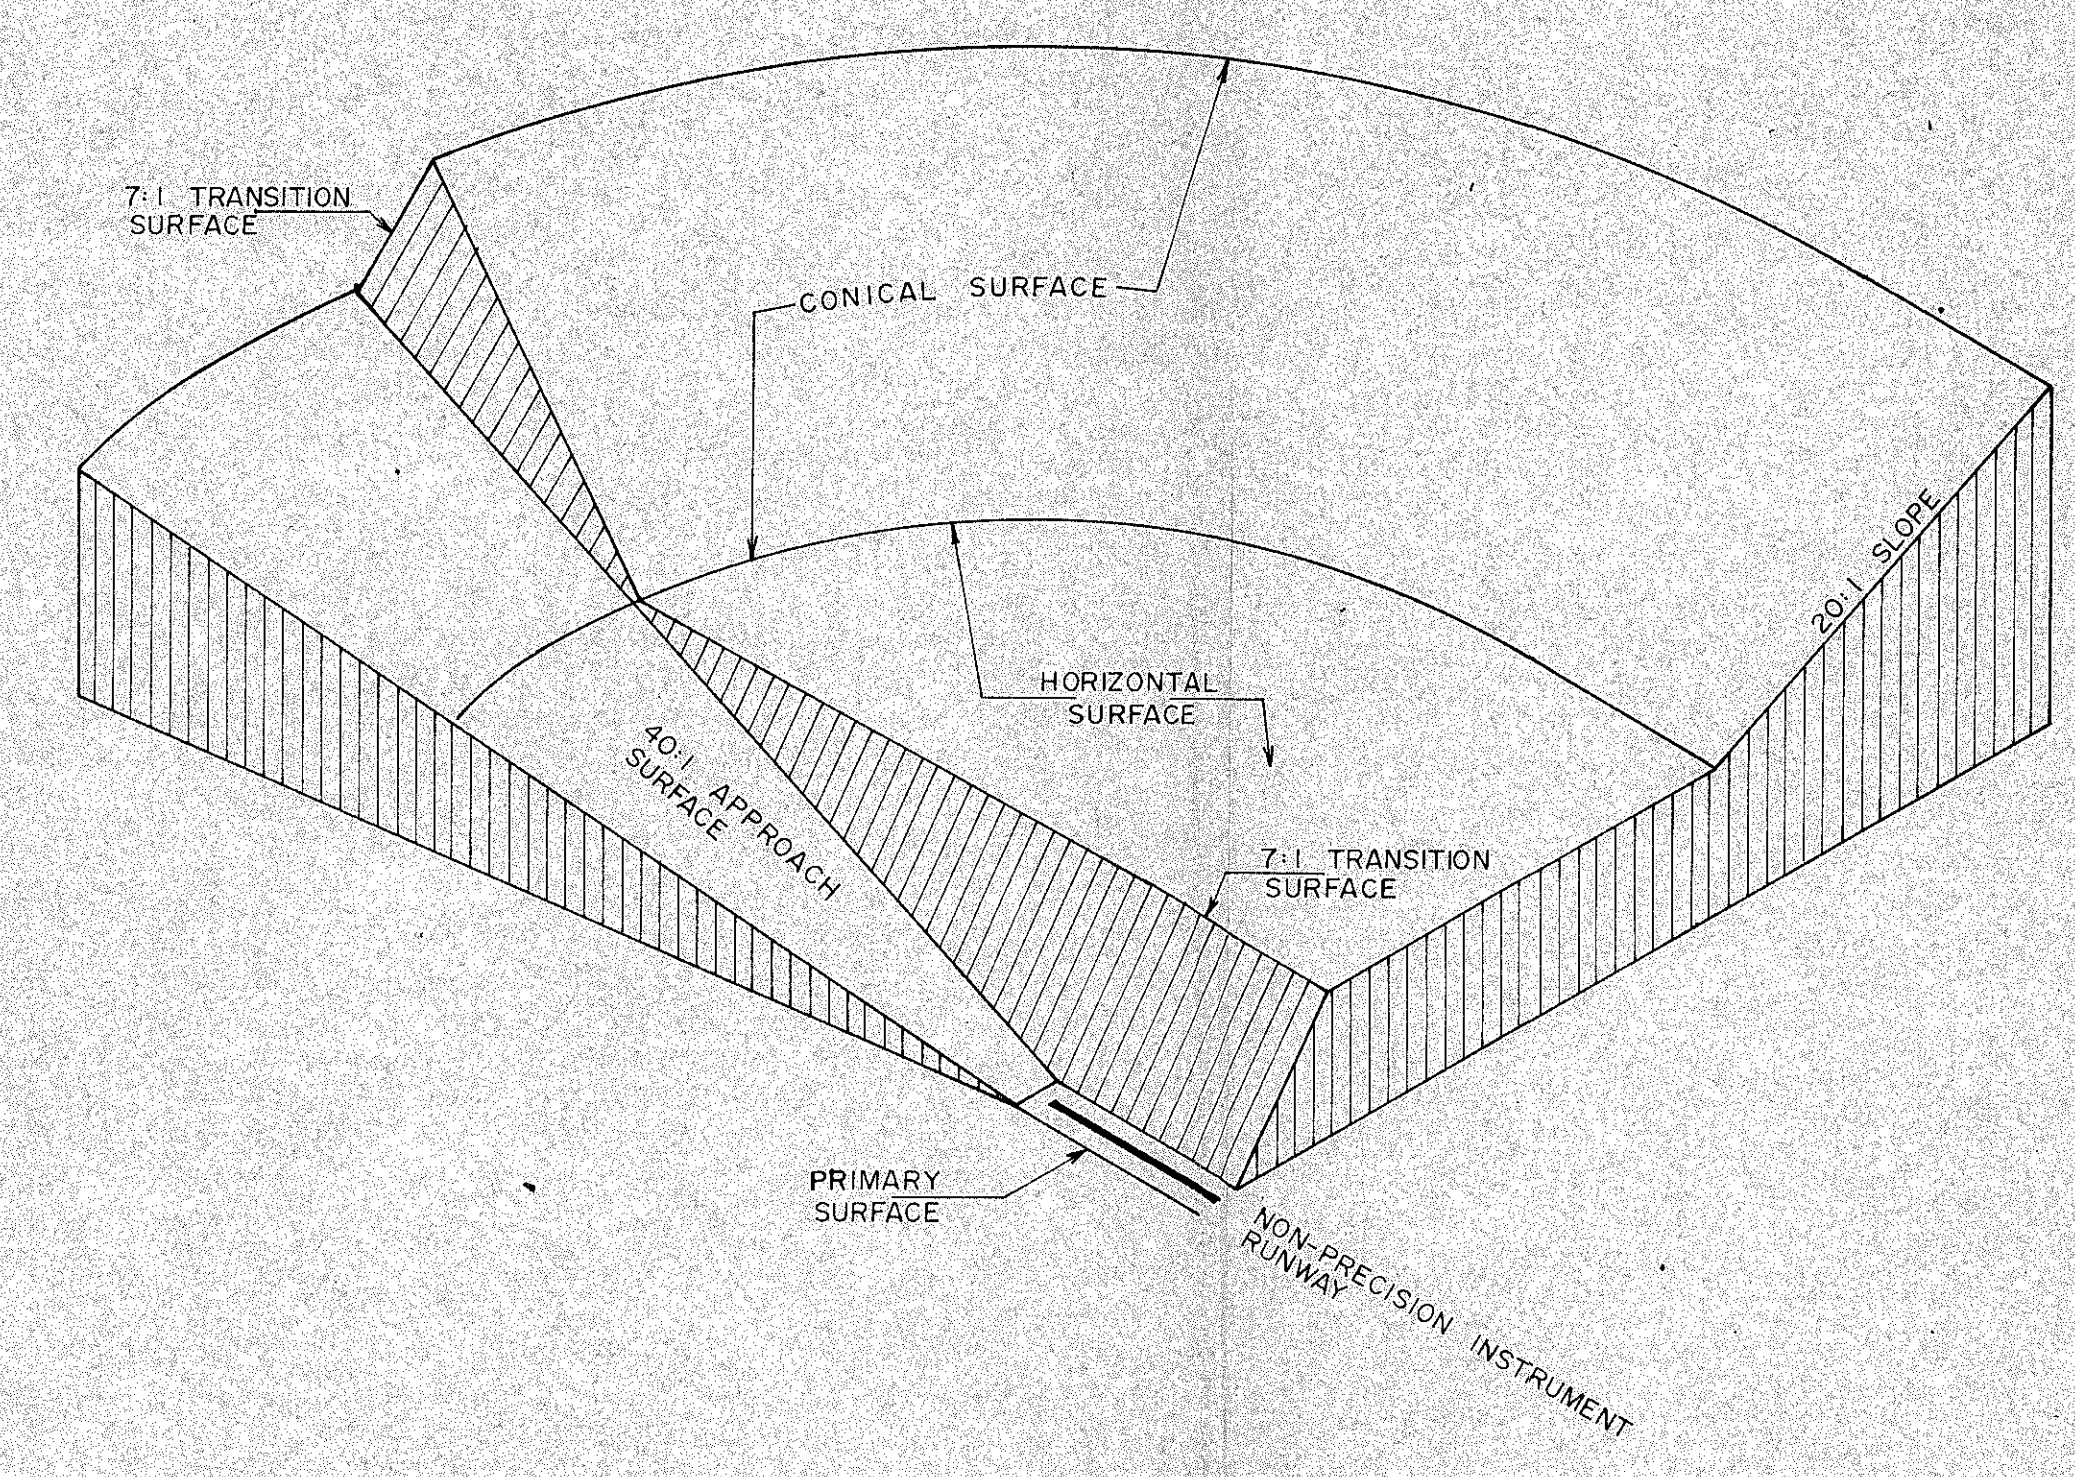 7:1 TRANSITION
SURFACE
CONICAL SURFACE
20:1 SLOPE
HORIZONTAL
SURFACE
40:1 APPROACH
SURFACE
7:1 TRANSITION
SURFACE
PRIMARY
SURFACE
NON-PRECISION INSTRUMENT
RUNWAY